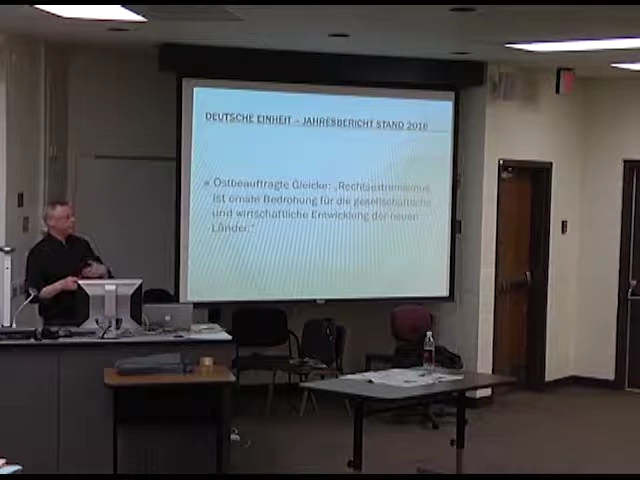 DEUTSCHE EINHEIT – JAHRESBERICHT STAND 2016
Ostbeauftragte Gleicke: „Rechtsextremismus
ist ernste Bedrohung für die gesellschaftliche
und wirtschaftliche Entwicklung der neuen
Länder.“